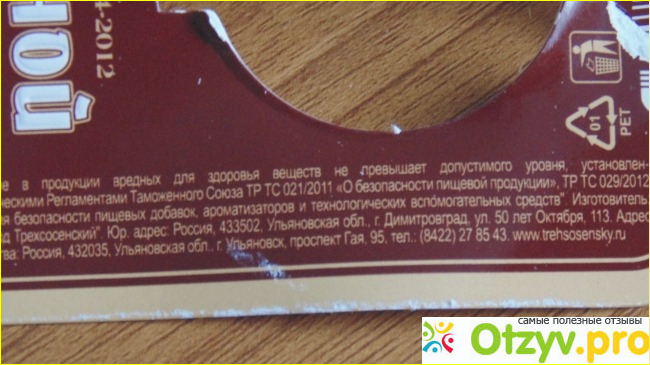 4-2012
ной
01
PET
в продукции вредных для здоровья веществ не превышает допустимого уровня, установлен-
ческими Регламентами Таможенного Союза ТР ТС 021/2011 «О безопасности пищевой продукции», ТР ТС 029/2012
безопасности пищевых добавок, ароматизаторов и технологических вспомогательных средств". Изготовитель:
Трехсосенский". Юр. адрес: Россия, 433502, Ульяновская обл., г. Димитровград, ул. 50 лет Октября, 113. Адрес
тва: Россия, 432035, Ульяновская обл., г. Ульяновск, проспект Гая, 95, тел.: (8422) 27 85 43. www.trehsosensky.ru
самые полезные отзывы
Otzyv.pro